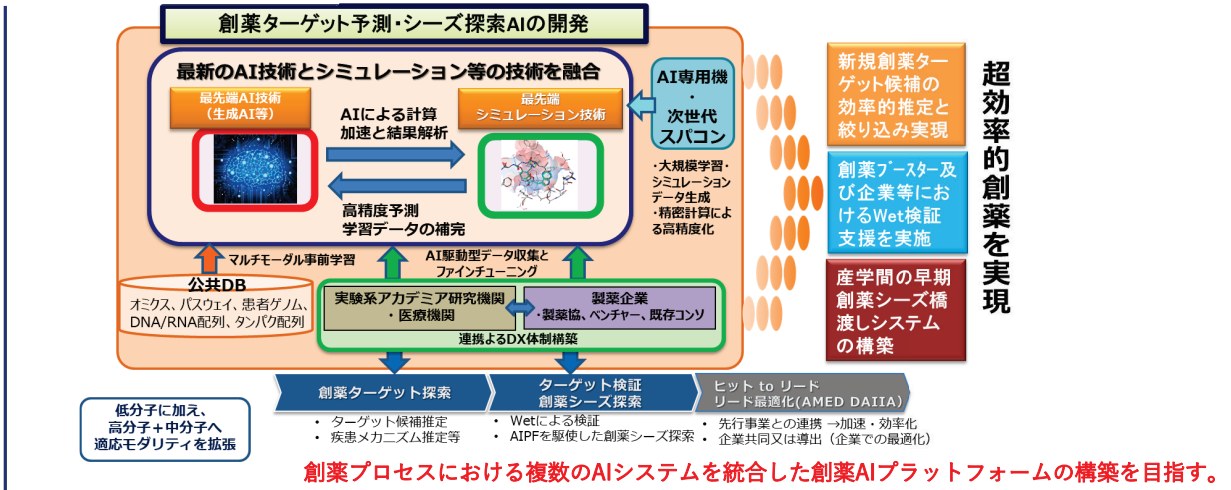 創薬ターゲット予測・シーズ探索AIの開発
最新のAI技術とシミュレーション等の技術を融合
最先端AI技術
(生成AI等)
AIによる計算
加速と結果解析
最先端
シミュレーション技術
高精度予測
学習データの補完
AI専用機
・
次世代
スパコン
・大規模学習・
シミュレーション
データ生成
・精密計算によ
る高精度化
マルチモーダル事前学習
AI駆動型データ収集と
ファインチューニング
公共DB
オミクス、パスウェイ、患者ゲノム、
DNA/RNA配列、タンパク配列
実験系アカデミア研究機関
・医療機関
製薬企業
・製薬協、ベンチャー、既存コンソ
連携よるDX体制構築
新規創薬ター
ゲット候補の
効率的推定と
絞り込み実現
創薬ブースター及
び企業等にお
けるWet検証
支援を実施
産学間の早期
創薬シーズ橋
渡しシステム
の構築
超効率的創薬を実現
創薬ターゲット探索
ターゲット検証
創薬シーズ探索
ヒット to リード
リード最適化(AMED DAIIA)
• ターゲット候補推定
• 疾患メカニズム推定等
• Wetによる検証
• AIPFを駆使した創薬シーズ探索
• 先行事業との連携 →加速・効率化
• 企業共同又は導出（企業での最適化）
低分子に加え、
高分子＋中分子へ
適応モダリティを拡張
創薬プロセスにおける複数のAIシステムを統合した創薬AIプラットフォームの構築を目指す。